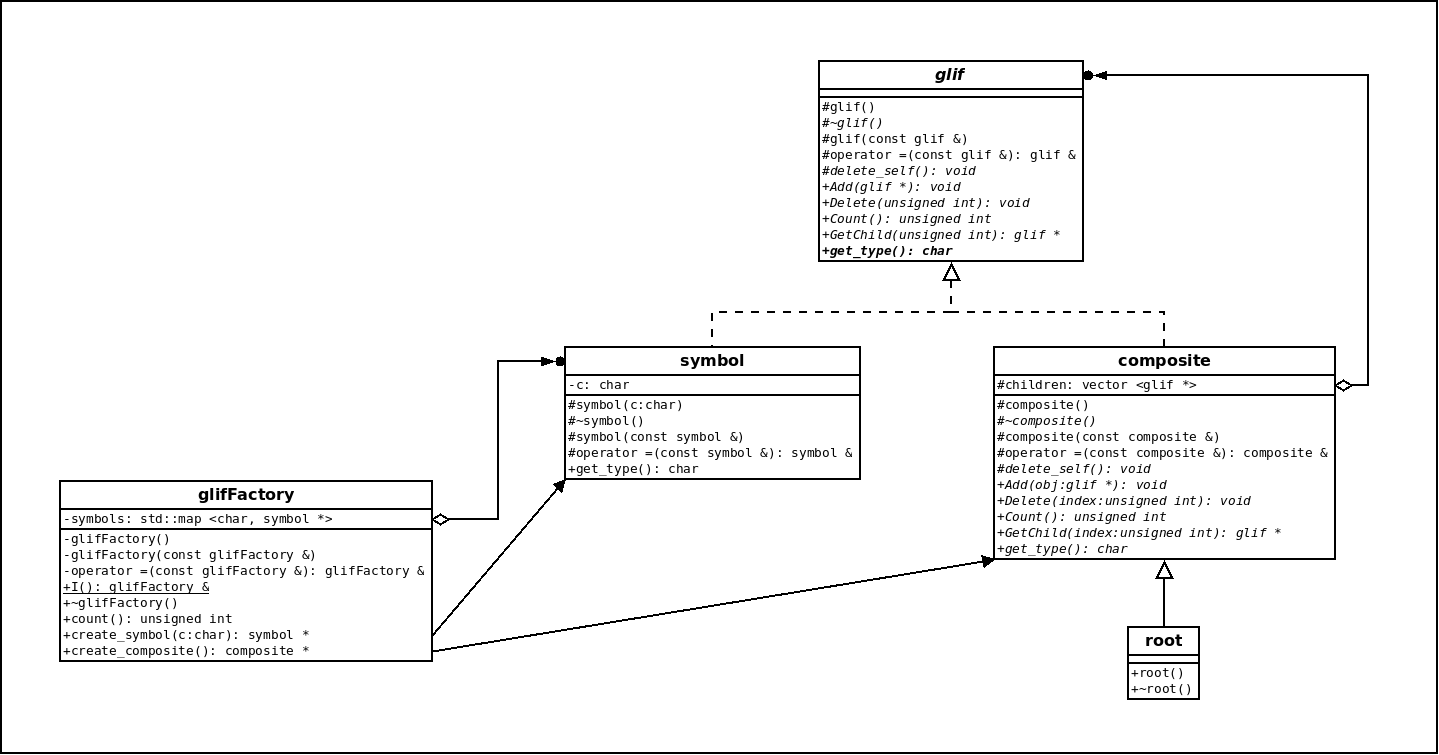 glif
#glif()
#~glif()
#glif(const glif &)
#operator =(const glif &): glif &
#delete_self(): void
+Add(glif *): void
+Delete(unsigned int): void
+Count(): unsigned int
+GetChild(unsigned int): glif *
+get_type(): char
symbol
-c: char
#symbol(c:char)
#~symbol()
#symbol(const symbol &)
#operator =(const symbol &): symbol &
+get_type(): char
composite
#children: vector <glif *>
#composite()
#~composite()
#composite(const composite &)
#operator =(const composite &): composite &
#delete_self(): void
+Add(obj:glif *): void
+Delete(index:unsigned int): void
+Count(): unsigned int
+GetChild(index:unsigned int): glif *
+get_type(): char
glifFactory
-symbols: std::map <char, symbol *>
-glifFactory()
-glifFactory(const glifFactory &)
-operator =(const glifFactory &): glifFactory &
+I(): glifFactory &
+~glifFactory()
+count(): unsigned int
+create_symbol(c:char): symbol *
+create_composite(): composite *
root
+root()
+~root()